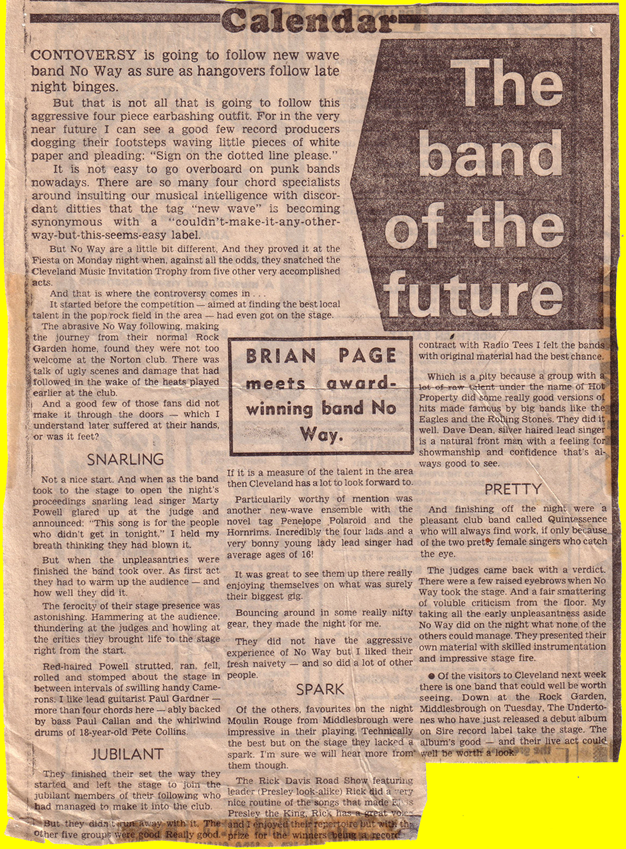 Calendar
CONTOVERSY is going to follow new wave
band No Way as sure as hangovers follow late
night binges.
But that is not all that is going to follow this
aggressive four piece earbashing outfit. For in the very
near future I can see a good few record producers
dogging their footsteps waving little pieces of white
paper and pleading: “Sign on the dotted line please.”
It is not easy to go overboard on punk bands
nowadays. There are so many four chord specialists
around insulting our musical intelligence with discor-
dant ditties that the tag “new wave” is becoming
synonymous with a “couldn't-make-it-any-other-
way-but-this-seems-easy label.
But No Way are a little bit different. And they proved it at the
Fiesta on Monday night when, against all the odds, they snatched the
Cleveland Music Invitation Trophy from five other very accomplished
acts.
And that is where the controversy comes in . . .
It started before the competition — aimed at finding the best local
talent in the pop/rock field in the area — had even got on the stage.
The abrasive No Way following, making
the journey from their normal Rock
Garden home, found they were not too
welcome at the Norton club. There was
talk of ugly scenes and damage that had
followed in the wake of the heats played
earlier at the club.
And a good few of those fans did not
make it through the doors — which I
understand later suffered at their hands,
or was it feet?
SNARLING
Not a nice start. And when as the band
took to the stage to open the night's
proceedings snarling lead singer Marty
Powell glared up at the judge and
announced: “This song is for the people
who didn't get in tonight.” I held my
breath thinking they had blown it.
But when the unpleasantries were
finished the band took over. As first act
they had to warm up the audience — and
how well they did it.
The ferocity of their stage presence was
astonishing. Hammering at the audience,
thundering at the judges and howling at
the critics they brought life to the stage
right from the start.
Red-haired Powell strutted, ran, fell,
rolled and stomped about the stage in
between intervals of swilling handy Came-
rons. I like lead guitarist Paul Gardner —
more than four chords here — ably backed
by bass Paul Calian and the whirlwind
drums of 18-year-old Pete Collins.
JUBILANT
They finished their set the way they
started and left the stage to join the
jubilant members of their following who
had managed to make it into the club.
But they didn't run away with it. The
other five groups were good. Really good.
The
band
of the
future
BRIAN PAGE
meets award-
winning band No
Way.
If it is a measure of the talent in the area
then Cleveland has a lot to look forward to.
Particularly worthy of mention was
another new-wave ensemble with the
novel tag Penelope Polaroid and the
Hornrims. Incredibly the four lads and a
very bonny young lady lead singer had
average ages of 16!
It was great to see them up there really
enjoying themselves on what was surely
their biggest gig.
Bouncing around in some really nifty
gear, they made the night for me.
They did not have the aggressive
experience of No Way but I liked their
fresh naivety — and so did a lot of other
people.
SPARK
Of the others, favourites on the night
Moulin Rouge from Middlesbrough were
impressive in their playing. Technically
the best but on the stage they lacked a
spark. I'm sure we will hear more from
them though.
The Rick Davis Road Show featuring
leader (Presley look-alike) Rick did a very
nice routine of the songs that made
Presley the King. Rick has a great
and I enjoyed their repertoire but with the
prize for the winners being a record
contract with Radio Tees I felt the bands
with original material had the best chance.
Which is a pity because a group with a
lot of raw talent under the name of Hot
Property did some really good versions of
hits made famous by big bands like the
Eagles and the Rolling Stones. They did it
well. Dave Dean, silver haired lead singer
is a natural front man with a feeling for
showmanship and confidence that's al-
ways good to see.
PRETTY
And finishing off the night were a
pleasant club band called Quintessence
who will always find work, if only because
of the two pretty female singers who catch
the eye.
The judges came back with a verdict.
There were a few raised eyebrows when No
Way took the stage. And a fair smattering
of voluble criticism from the floor. My
taking all the early unpleasantness aside
No Way did on the night what none of the
others could manage. They presented their
own material with skilled instrumentation
and impressive stage fire.
● Of the visitors to Cleveland next week
there is one band that could well be worth
seeing. Down at the Rock Garden,
Middlesbrough on Tuesday, The Underto-
nes who have just released a debut album
on Sire record label take the stage. The
album's good — and their live act could
well be worth a look.